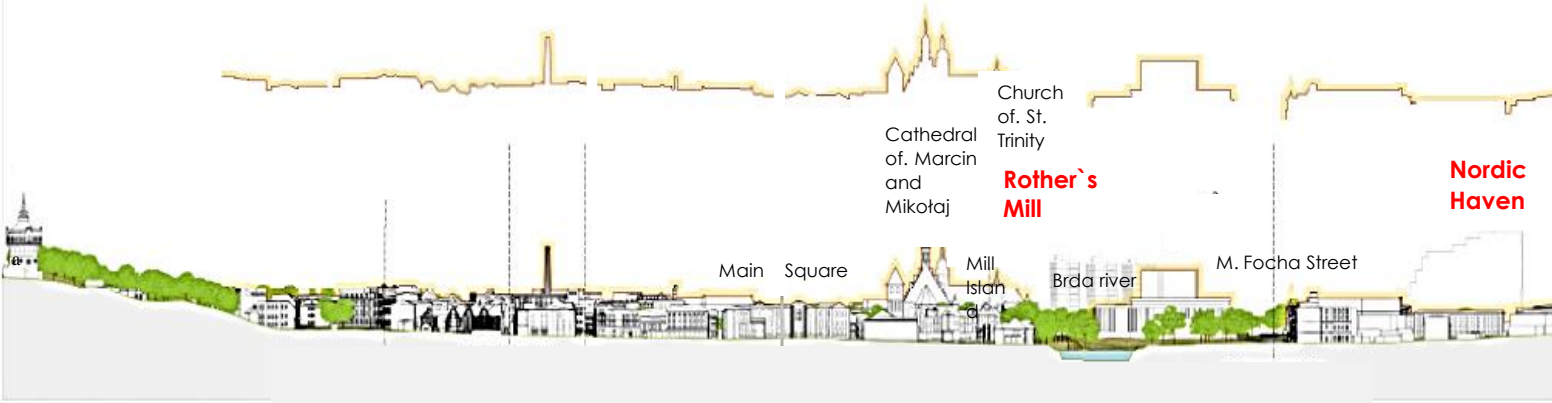 Church
of. St.
Trinity
Cathedral
of. Marcin
and
Mikołaj
Rother`s
Mill
Nordic
Haven
Main Square
Mill
Islan
d
Brda river
M. Focha Street